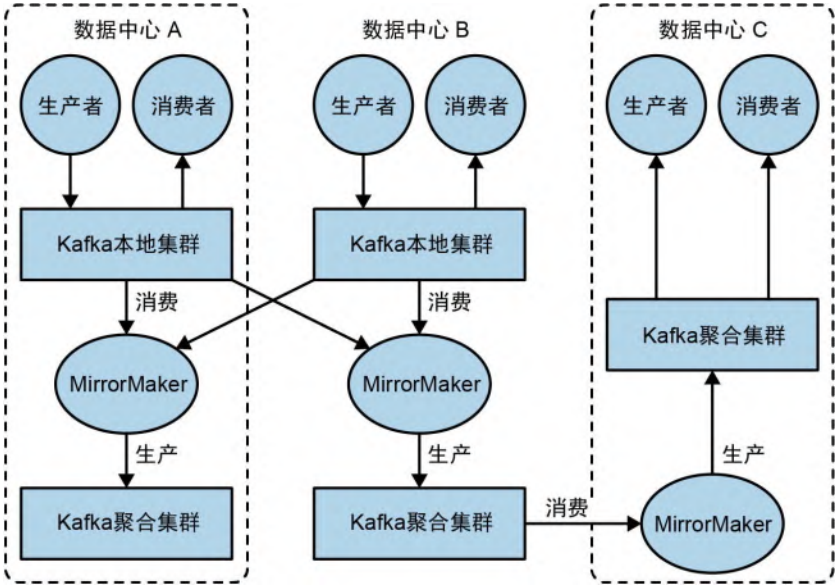 数据中心 A
数据中心 B
数据中心 C
生产者
消费者
生产者
消费者
生产者
消费者
Kafka本地集群
Kafka本地集群
消费
消费
Kafka聚合集群
MirrorMaker
MirrorMaker
生产
生产
生产
Kafka聚合集群
Kafka聚合集群
消费
MirrorMaker